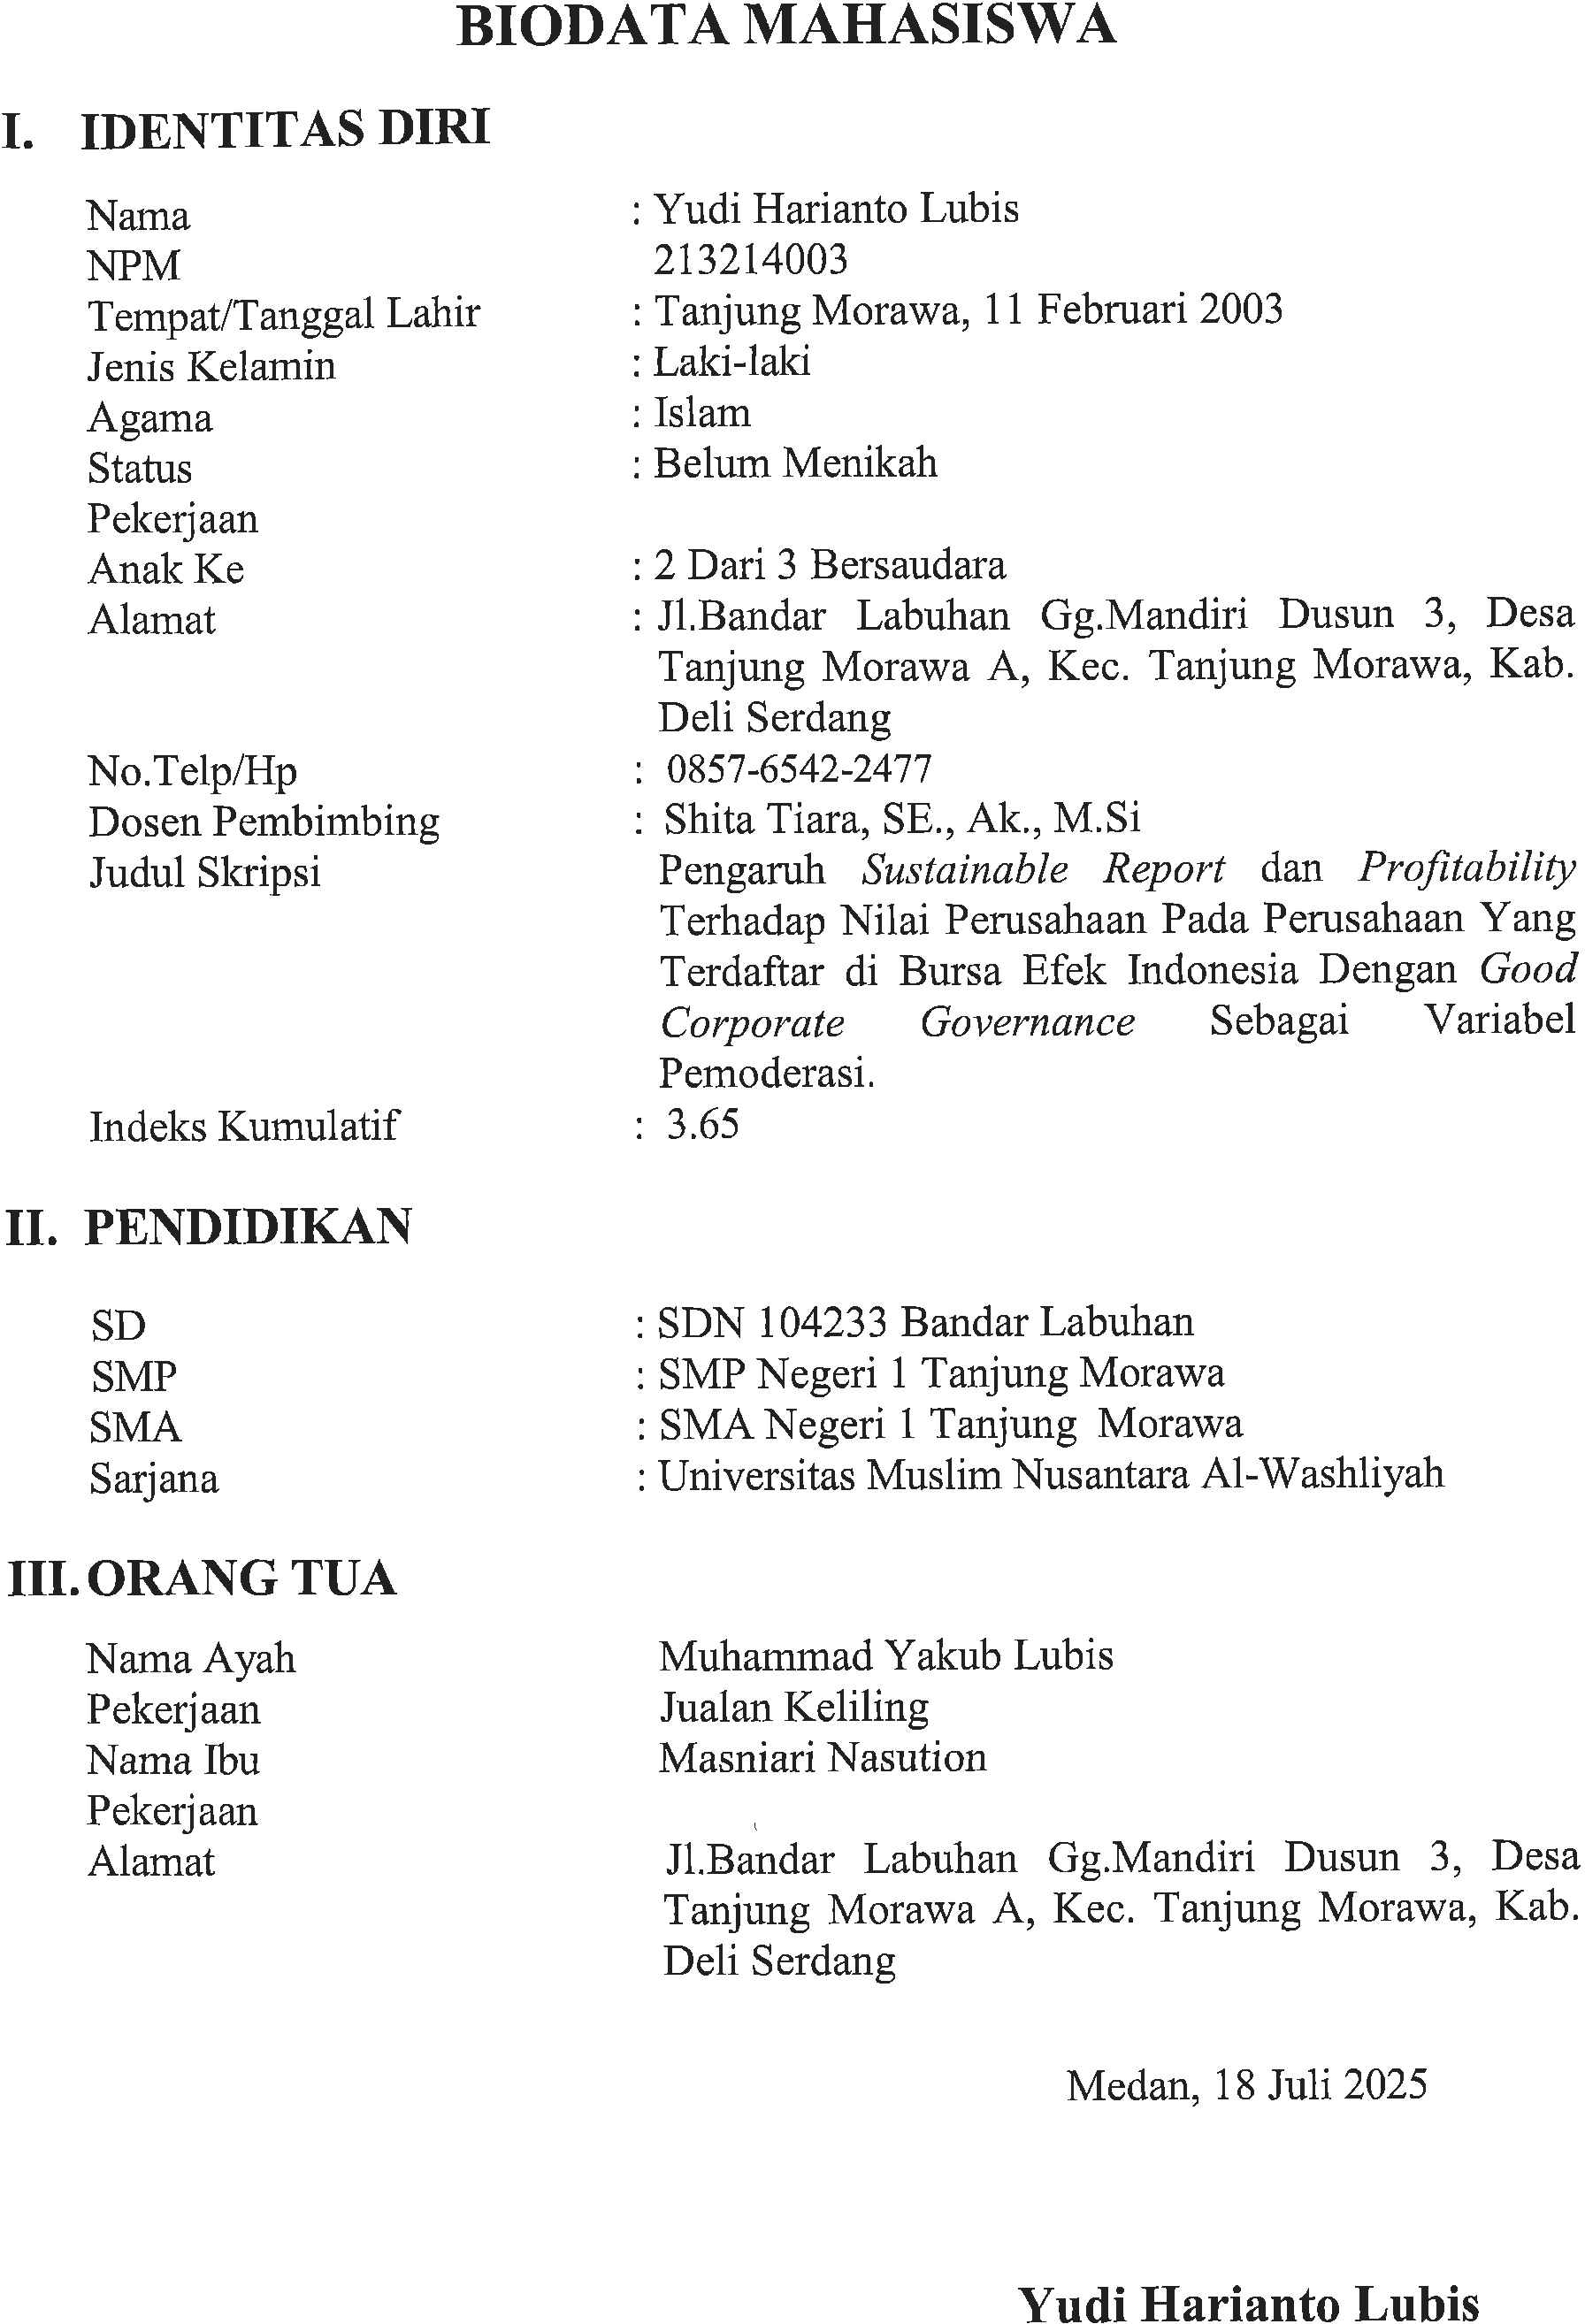 BIODATA MAHASISWA
I. IDENTITAS DIRI
Nama : Yudi Harianto Lubis
NPM 213214003
Tempat/Tanggal Lahir : Tanjung Morawa, 11 Februari 2003
Jenis Kelamin : Laki-laki
Agama : Islam
Status : Belum Menikah
Pekerjaan
Anak Ke : 2 Dari 3 Bersaudara
Alamat : Jl.Bandar Labuhan Gg.Mandiri Dusun 3, Desa
Tanjung Morawa A, Kec. Tanjung Morawa, Kab.
Deli Serdang
No.Telp/Hp : 0857-6542-2477
Dosen Pembimbing : Shita Tiara, SE., Ak., M.Si
Judul Skripsi Pengaruh Sustainable Report dan Profitability
Terhadap Nilai Perusahaan Pada Perusahaan Yang
Terdaftar di Bursa Efek Indonesia Dengan Good
Corporate Governance Sebagai Variabel
Pemoderasi.
Indeks Kumulatif : 3.65
II. PENDIDIKAN
SD : SDN 104233 Bandar Labuhan
SMP : SMP Negeri 1 Tanjung Morawa
SMA : SMA Negeri 1 Tanjung Morawa
Sarjana : Universitas Muslim Nusantara Al-Washliyah
III. ORANG TUA
Nama Ayah Muhammad Yakub Lubis
Pekerjaan Jualan Keliling
Nama Ibu Masniari Nasution
Pekerjaan
Alamat Jl.Bandar Labuhan Gg.Mandiri Dusun 3, Desa
Tanjung Morawa A, Kec. Tanjung Morawa, Kab.
Deli Serdang
Medan, 18 Juli 2025
Yudi Harianto Lubis